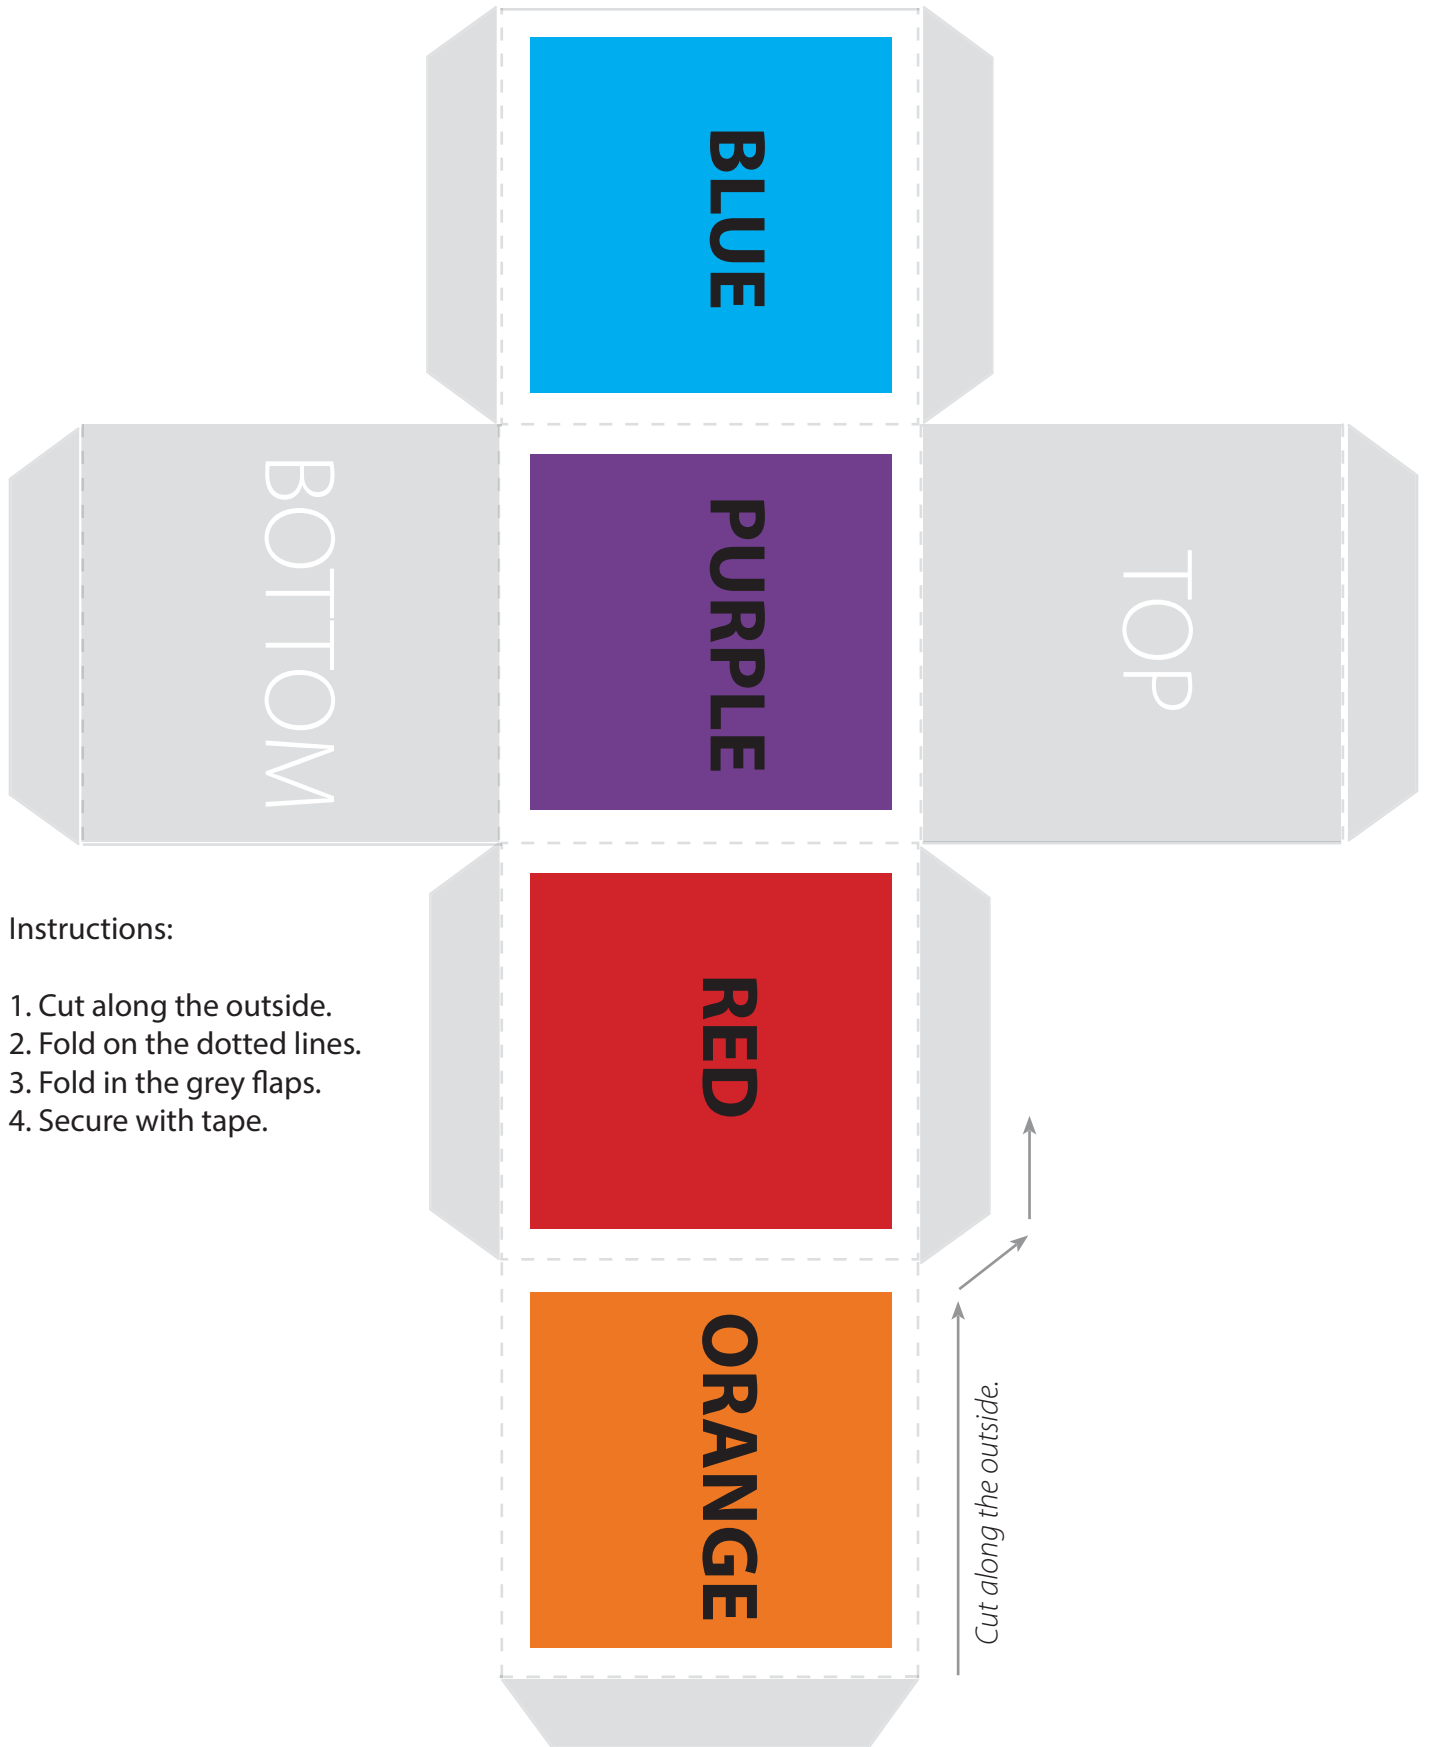 BLUE
BOTTOM
PURPLE
TOP
RED
Instructions:
1. Cut along the outside.
2. Fold on the dotted lines.
3. Fold in the grey flaps.
4. Secure with tape.
ORANGE
Cut along the outside.